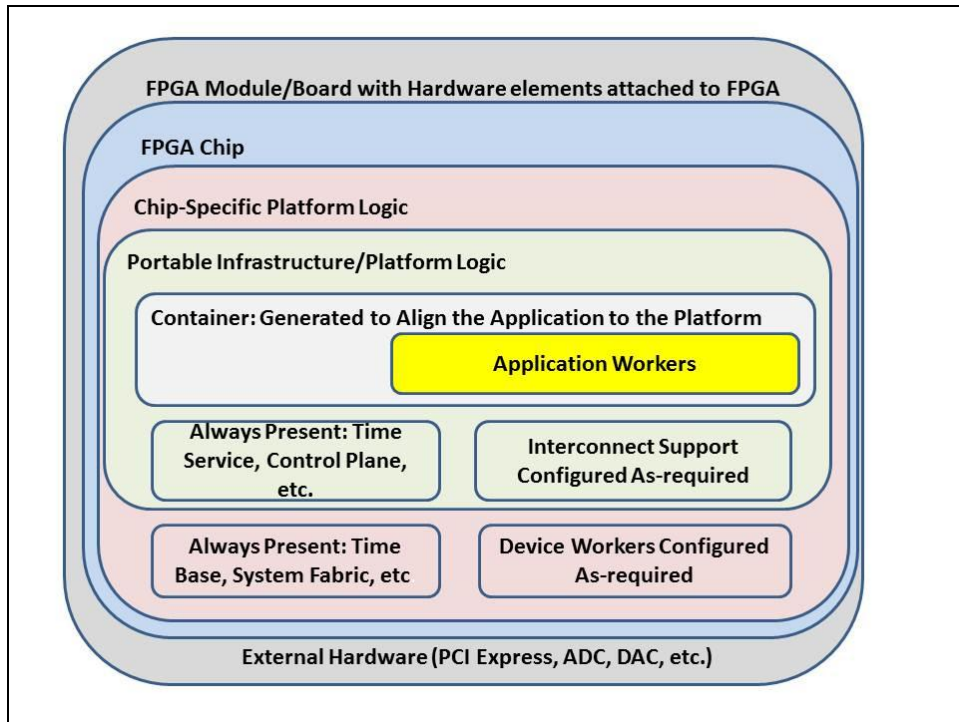 FPGA Module/Board with Hardware elements attached to FPGA
FPGA Chip
Chip-Specific Platform Logic
Portable Infrastructure/Platform Logic
Container: Generated to Align the Application to the Platform
Application Workers
Always Present: Time
Service, Control Plane,
etc.
Interconnect Support
Configured As-required
Always Present: Time
Base, System Fabric, etc
Device Workers Configured
As-required
External Hardware (PCI Express, ADC, DAC, etc.)